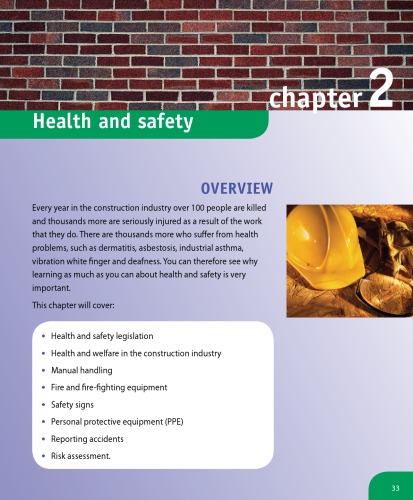 chapter 2
Health and safety
OVERVIEW
Every year in the construction industry over 100 people are killed
and thousands more are seriously injured as a result of the work
that they do. There are thousands more who suffer from health
problems, such as dermatitis, asbestosis, industrial asthma,
vibration white finger and deafness. You can therefore see why
learning as much as you can about health and safety is very
important.
This chapter will cover:
• Health and safety legislation
• Health and welfare in the construction industry
• Manual handling
• Fire and fire-fighting equipment
• Safety signs
• Personal protective equipment (PPE)
• Reporting accidents
• Risk assessment.
33